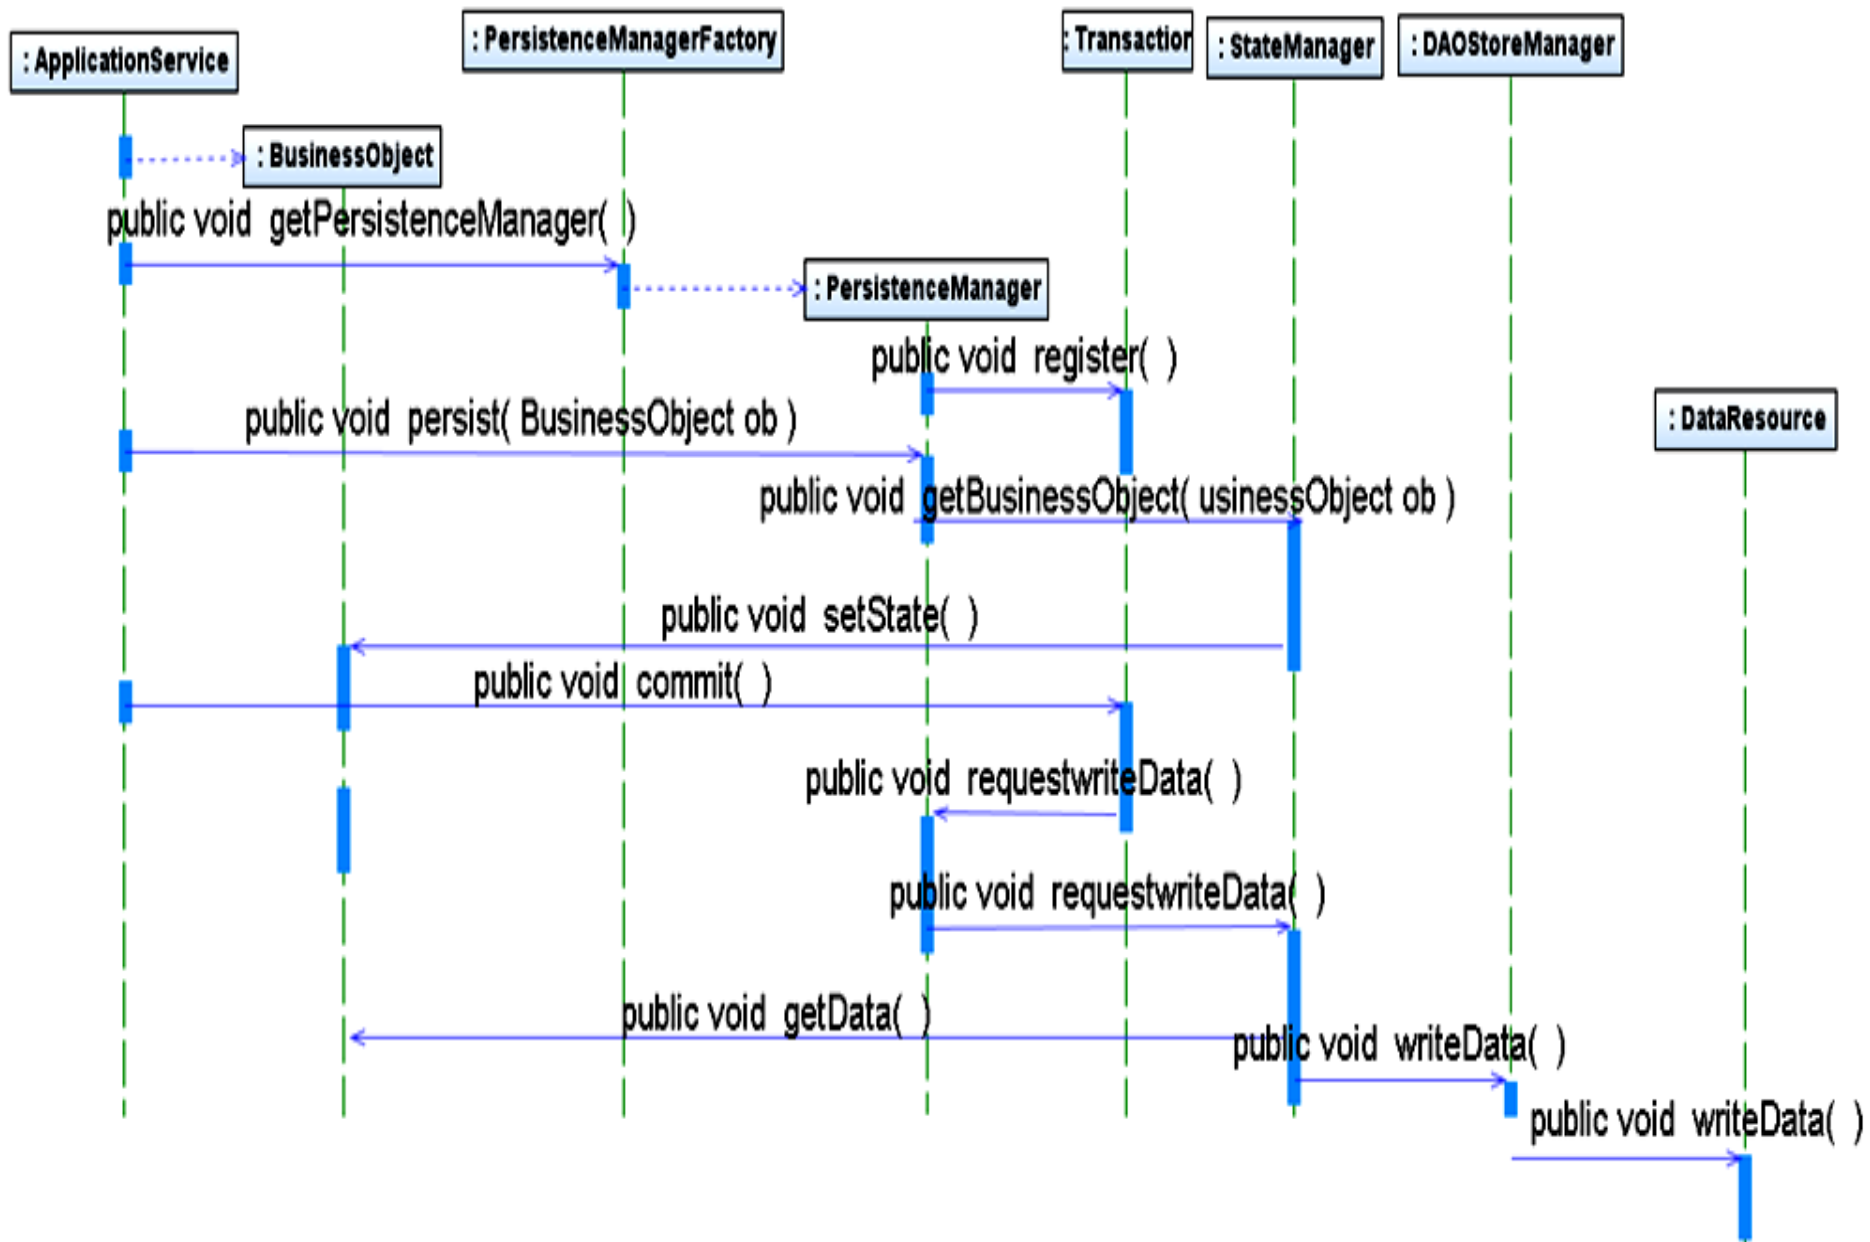 : ApplicationService
: PersistenceManagerFactory
: Transaction
: StateManager
: DAOStoreManager
: BusinessObject
public void getPersistenceManager( )
: PersistenceManager
public void register( )
public void persist( BusinessObject ob )
: DataResource
public void getBusinessObject( usinessObject ob )
public void setState( )
public void commit( )
public void requestwriteData( )
public void requestwriteData( )
public void getData( )
public void writeData( )
public void writeData( )